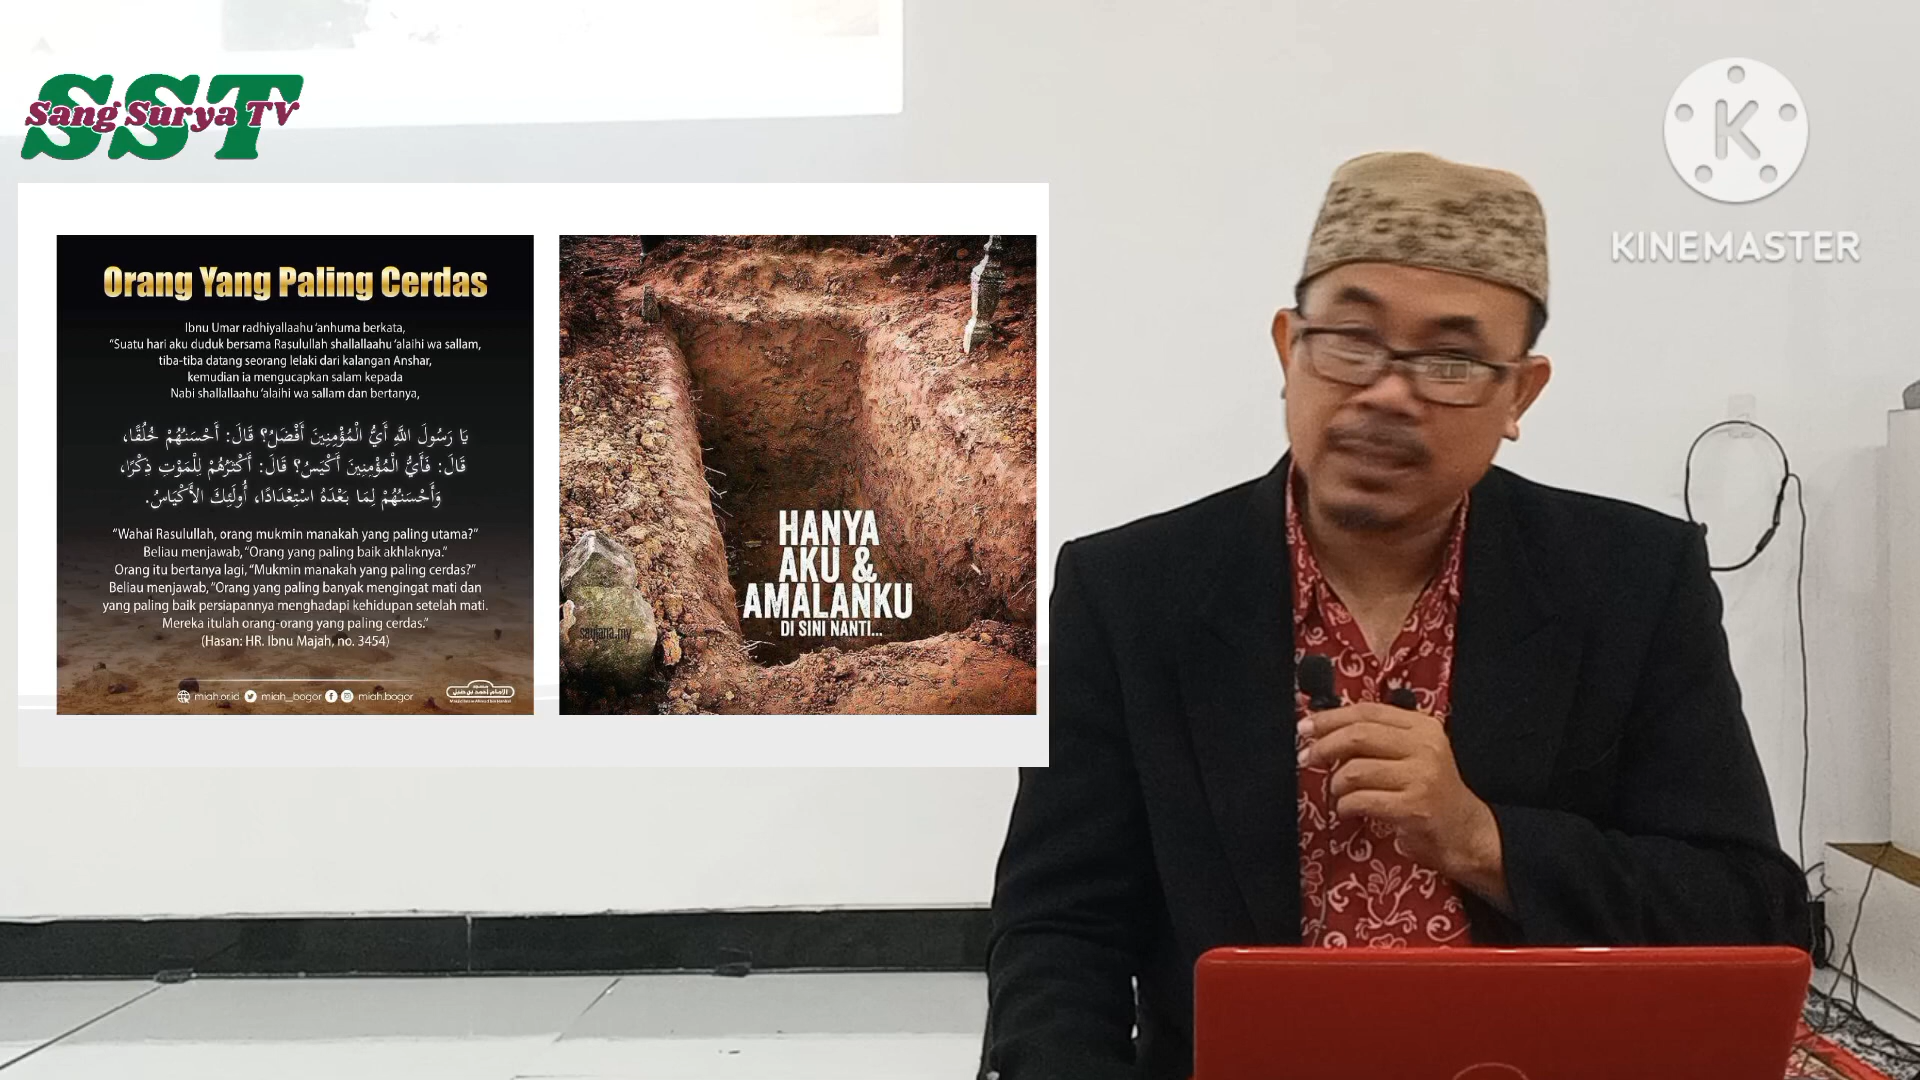 SST
Sang Surya TV
K
KINEMASTER
Orang Yang Paling Cerdas
Ibnu Umar radhiyallaahu ‘anhuma berkata,
“Suatu hari aku duduk bersama Rasulullah shallallaahu ‘alaihi wa sallam,
tiba-tiba datang seorang lelaki dari kalangan Anshar,
kemudian ia mengucapkan salam kepada
Nabi shallallaahu ‘alaihi wa sallam dan bertanya,
يَا رَسُولَ اللَّهِ أَيُّ الْمُؤْمِنِينَ أَفْضَلُ؟ قَالَ: أَحْسَنُهُمْ خُلُقًا،
قَالَ: فَأَيُّ الْمُؤْمِنِينَ أَكْيَسُ؟ قَالَ: أَكْثَرُهُمْ لِلْمَوْتِ ذِكْرًا،
وَأَحْسَنُهُمْ لِمَا بَعْدَهُ اسْتِعْدَادًا، أُولَئِكَ الأَكْيَاسُ.
“Wahai Rasulullah, orang mukmin manakah yang paling utama?”
Beliau menjawab, “Orang yang paling baik akhlaknya.”
Orang itu bertanya lagi, “Mukmin manakah yang paling cerdas?”
Beliau menjawab, “Orang yang paling banyak mengingat mati dan
yang paling baik persiapannya menghadapi kehidupan setelah mati.
Mereka itulah orang-orang yang paling cerdas.”
(Hasan: HR. Ibnu Majah, no. 3454)
miah.or.id miah_bogor miah.bogor
HANYA
AKU &
AMALANKU
DI SINI NANTI...